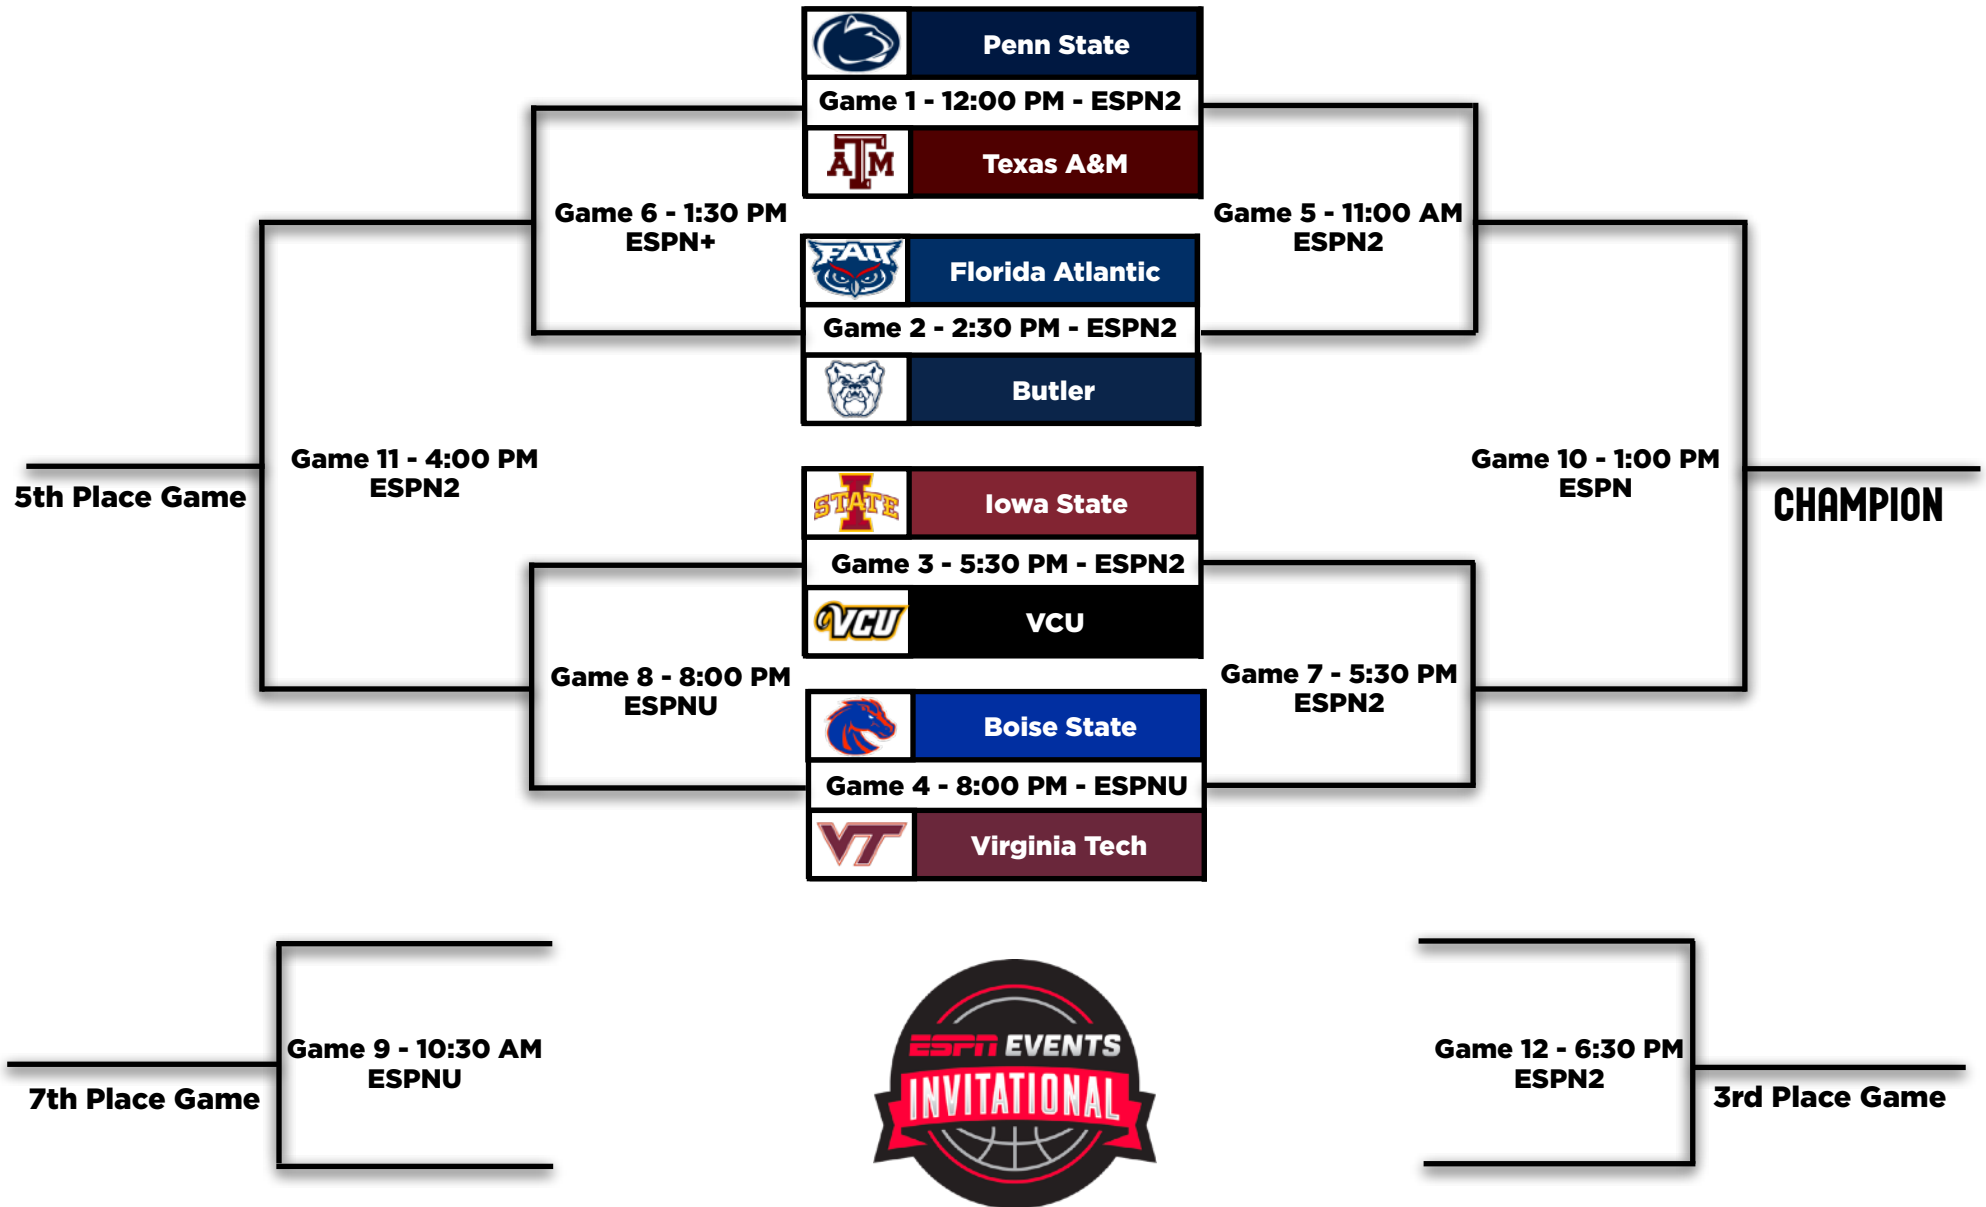 Penn State
Game 1 - 12:00 PM - ESPN2
ATM
Texas A&M
Game 6 - 1:30 PM
ESPN+
Game 5 - 11:00 AM
ESPN2
FAU
Florida Atlantic
Game 2 - 2:30 PM - ESPN2
Butler
Game 11 - 4:00 PM
ESPN2
5th Place Game
Game 10 - 1:00 PM
ESPN
CHAMPION
I STATE
Iowa State
Game 3 - 5:30 PM - ESPN2
VCU
VCU
Game 8 - 8:00 PM
ESPNU
Game 7 - 5:30 PM
ESPN2
Boise State
Game 4 - 8:00 PM - ESPNU
VT
Virginia Tech
Game 9 - 10:30 AM
ESPNU
7th Place Game
ESPN EVENTS
INVITATIONAL
Game 12 - 6:30 PM
ESPN2
3rd Place Game